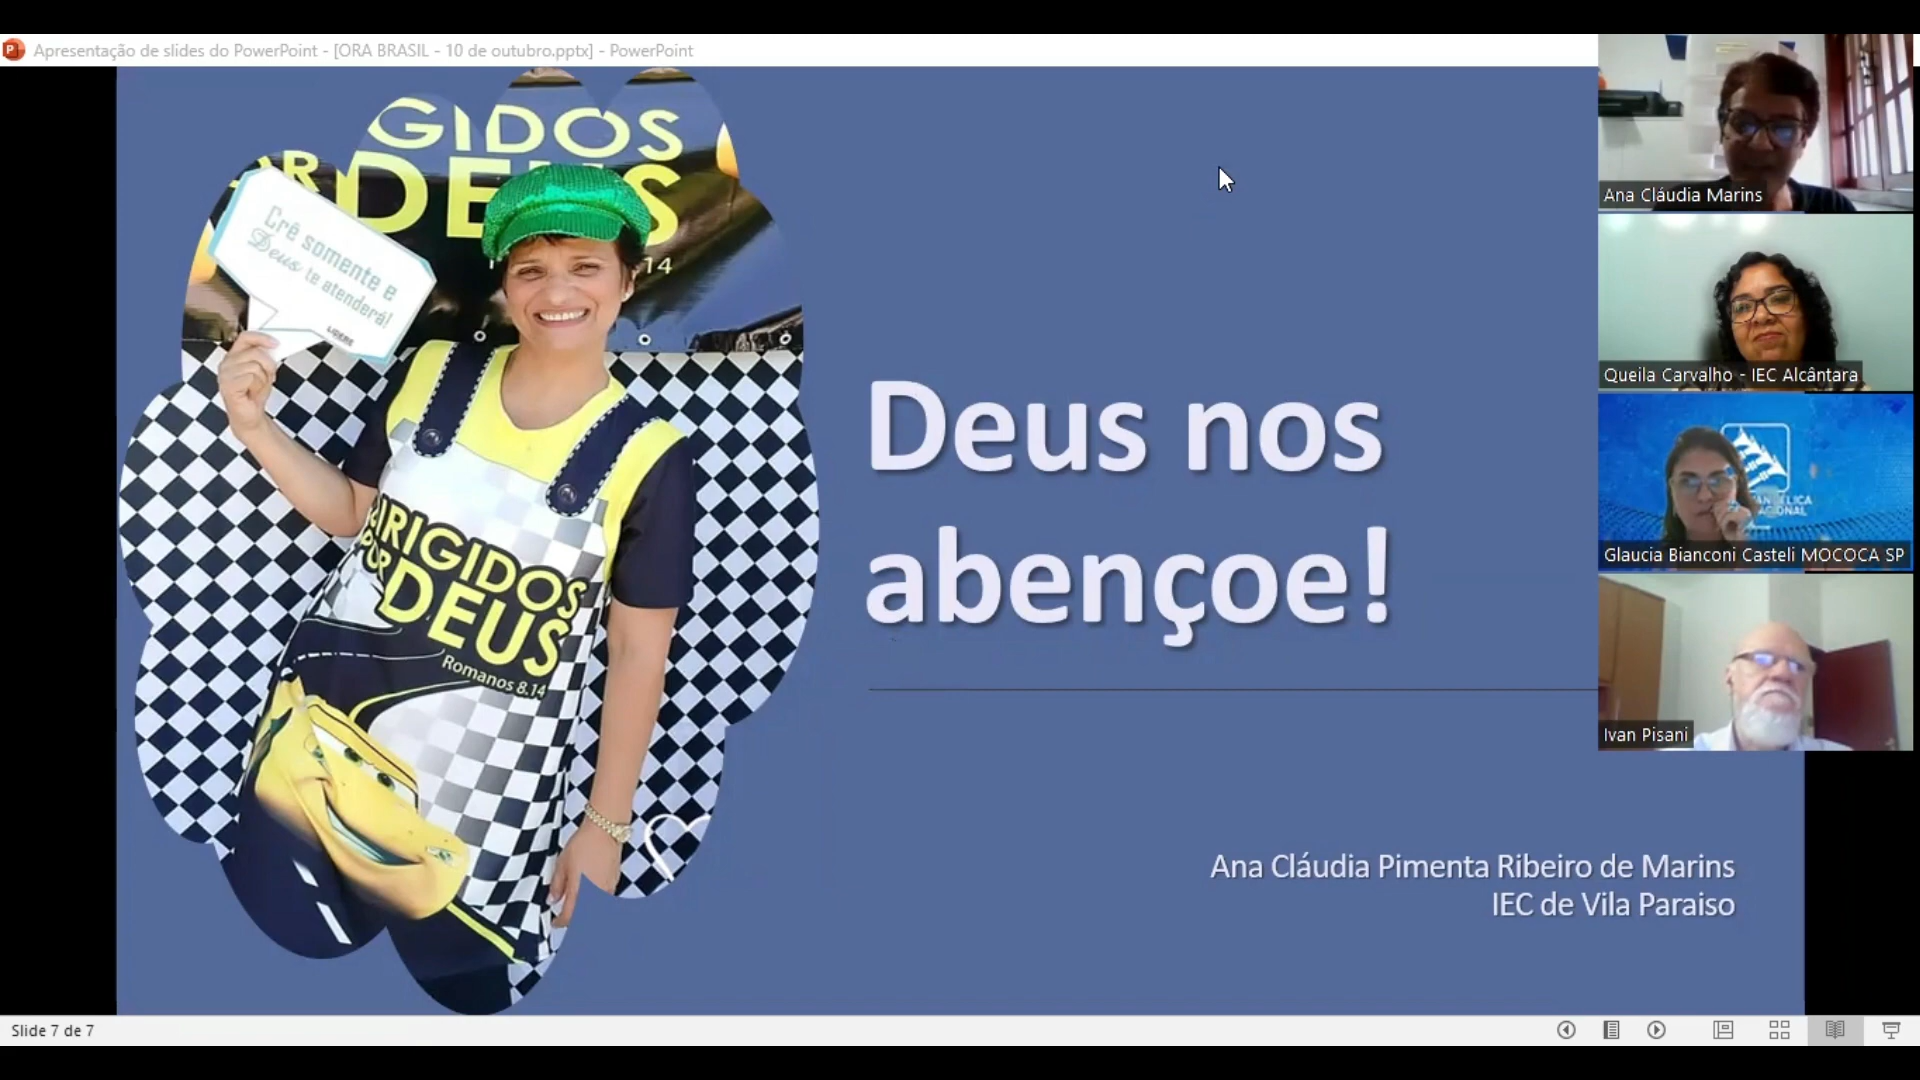 Apresentação de slides do PowerPoint - [ORA BRASIL - 10 de outubro.pptx] - PowerPoint
GIDOS
OR DEUS
14
Crê somente e
Deus te atenderá!
DIRIGIDOS
POR
DEUS
Romanos 8.14
Deus nos
abençoe!
Ana Cláudia Pimenta Ribeiro de Marins
IEC de Vila Paraiso
Ana Cláudia Marins
Queila Carvalho - IEC Alcântara
Glaucia Bianconi Casteli MOCOCA SP
Ivan Pisani
Slide 7 de 7